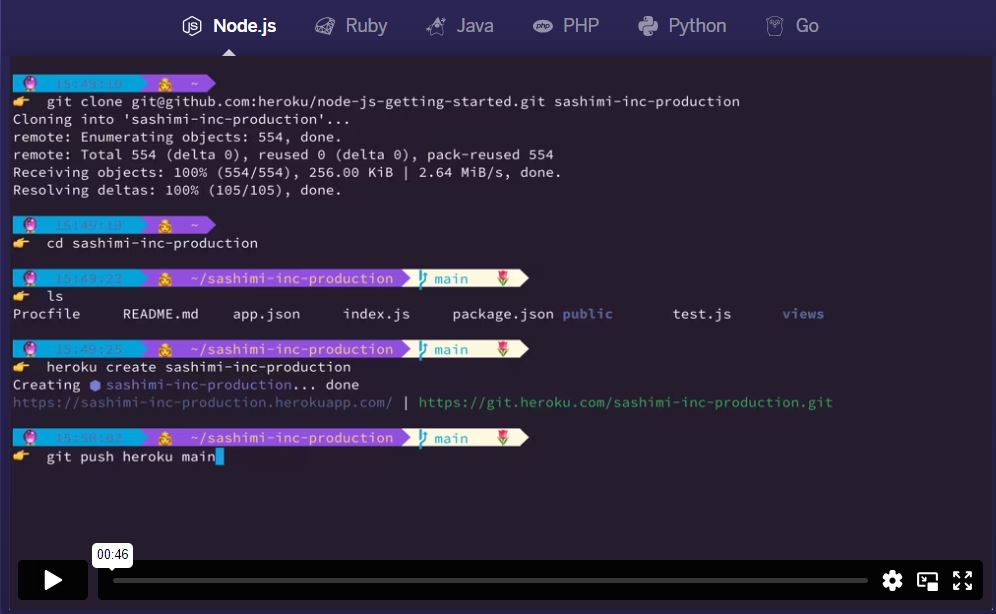 Node.js Ruby Java PHP Python Go
15:49:10 ~
git clone git@github.com:heroku/node-js-getting-started.git sashimi-inc-production
Cloning into 'sashimi-inc-production'...
remote: Enumerating objects: 554, done.
remote: Total 554 (delta 0), reused 0 (delta 0), pack-reused 554
Receiving objects: 100% (554/554), 256.00 KiB | 2.64 MiB/s, done.
Resolving deltas: 100% (105/105), done.
15:49:19 ~
cd sashimi-inc-production
15:49:22 ~/sashimi-inc-production main
ls
Procfile README.md app.json index.js package.json public test.js views
15:49:25 ~/sashimi-inc-production main
heroku create sashimi-inc-production
Creating sashimi-inc-production... done
https://sashimi-inc-production.herokuapp.com/ | https://git.heroku.com/sashimi-inc-production.git
~/sashimi-inc-production main
git push heroku main
00:46